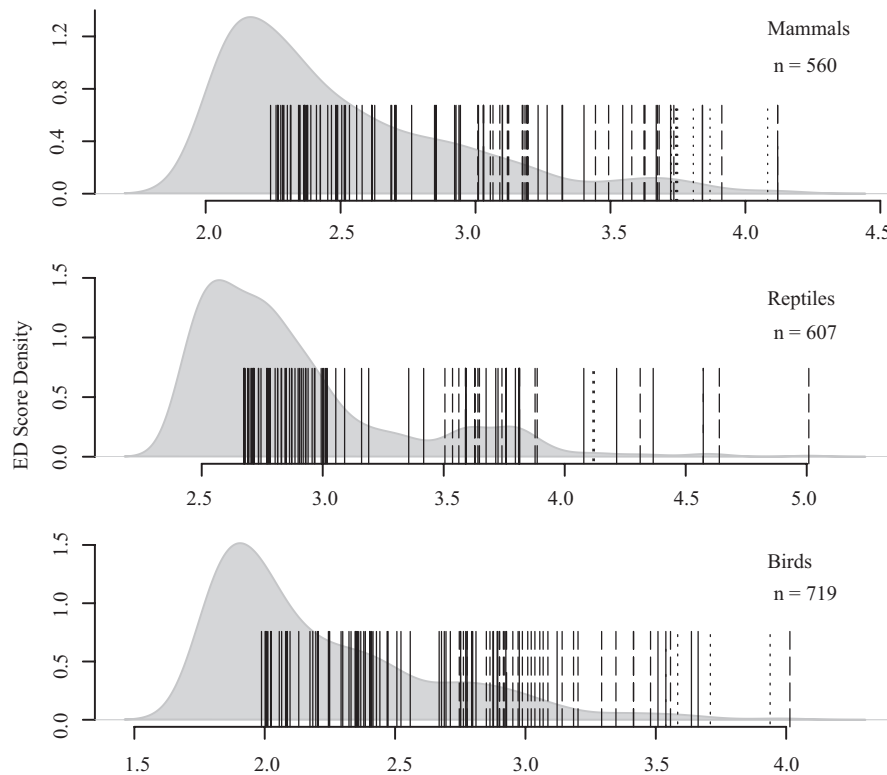 Mammals
n = 560
0.0 0.4 0.8 1.2
2.0 2.5 3.0 3.5 4.0 4.5
ED Score Density
Reptiles
n = 607
0.0 0.5 1.0 1.5
2.5 3.0 3.5 4.0 4.5 5.0
Birds
n = 719
0.0 0.5 1.0 1.5
1.5 2.0 2.5 3.0 3.5 4.0